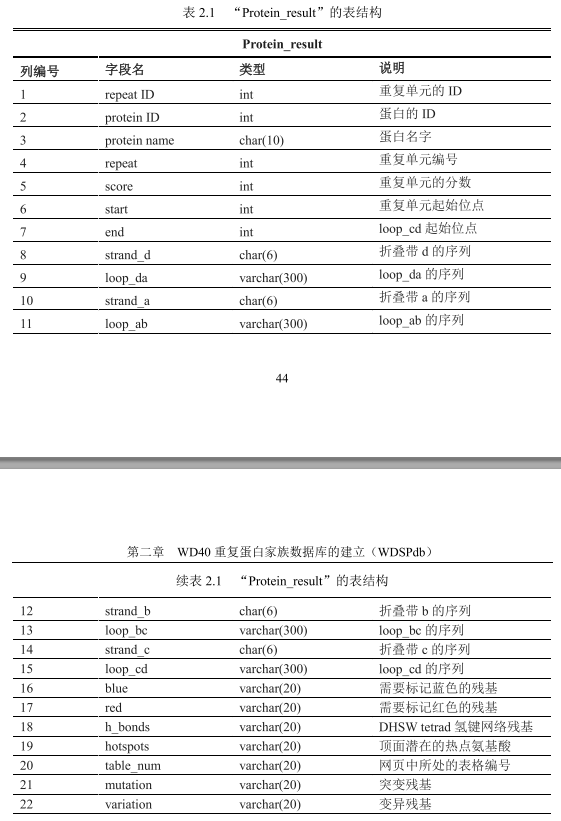 表 2.1 “Protein_result”的表结构
Protein_result
列编号 字段名 类型 说明
1 repeat ID int 重复单元的 ID
2 protein ID int 蛋白的 ID
3 protein name char(10) 蛋白名字
4 repeat int 重复单元编号
5 score int 重复单元的分数
6 start int 重复单元起始位点
7 end int loop_cd 起始位点
8 strand_d char(6) 折叠带 d 的序列
9 loop_da varchar(300) loop_da 的序列
10 strand_a char(6) 折叠带 a 的序列
11 loop_ab varchar(300) loop_ab 的序列
44
第二章 WD40 重复蛋白家族数据库的建立（WDSPdb）
续表 2.1 “Protein_result”的表结构
12 strand_b char(6) 折叠带 b 的序列
13 loop_bc varchar(300) loop_bc 的序列
14 strand_c char(6) 折叠带 c 的序列
15 loop_cd varchar(300) loop_cd 的序列
16 blue varchar(20) 需要标记蓝色的残基
17 red varchar(20) 需要标记红色的残基
18 h_bonds varchar(20) DHSW tetrad 氢键网络残基
19 hotspots varchar(20) 顶面潜在的热点氨基酸
20 table_num varchar(20) 网页中所处的表格编号
21 mutation varchar(20) 突变残基
22 variation varchar(20) 变异残基